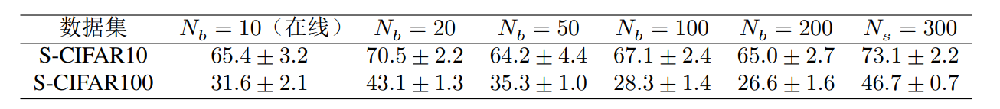 数据集 N_b = 10（在线） N_b = 20 N_b = 50 N_b = 100 N_b = 200 N_s = 300
S-CIFAR10 65.4 ± 3.2 70.5 ± 2.2 64.2 ± 4.4 67.1 ± 2.4 65.0 ± 2.7 73.1 ± 2.2
S-CIFAR100 31.6 ± 2.1 43.1 ± 1.3 35.3 ± 1.0 28.3 ± 1.4 26.6 ± 1.6 46.7 ± 0.7